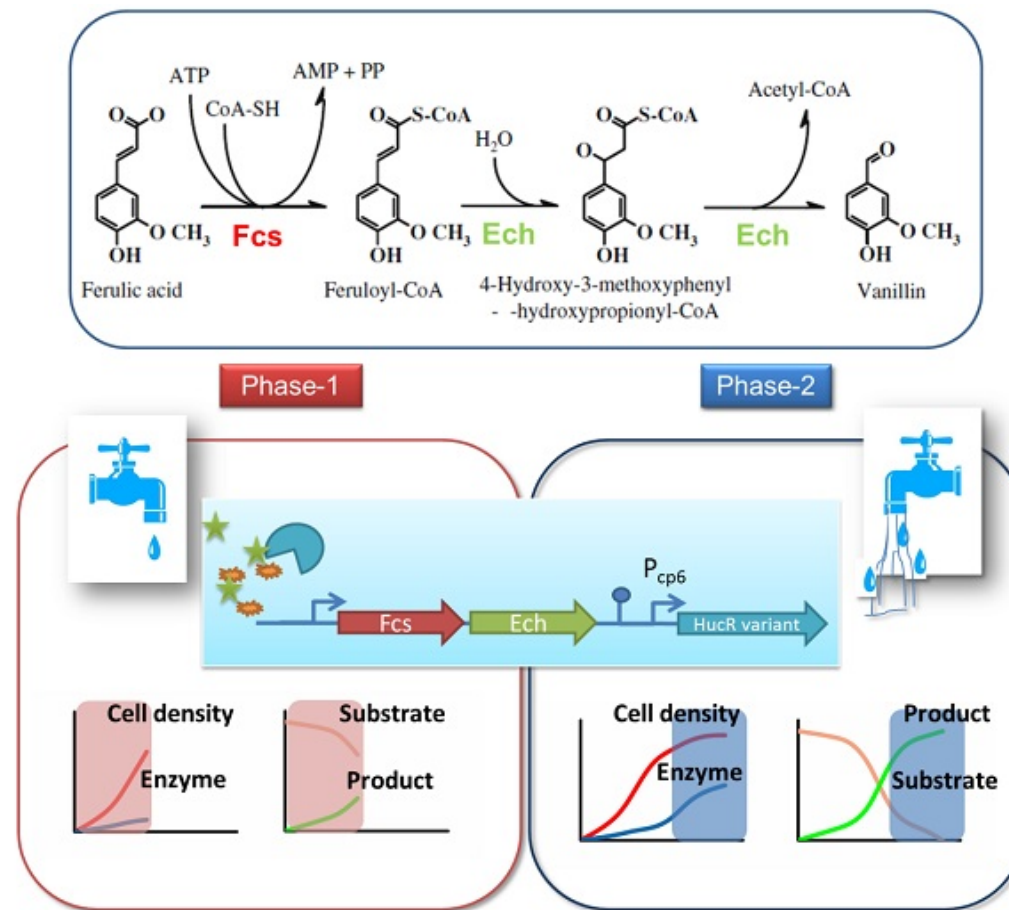 ATP
AMP + PP
CoA-SH
Acetyl-CoA
O
O
O
S-CoA
H₂O
O
O
S-CoA
O
O CH₃
OH
Fcs
O CH₃
OH
Ech
O CH₃
OH
Ech
O CH₃
OH
Ferulic acid
Feruloyl-CoA
4-Hydroxy-3-methoxyphenyl
- -hydroxypropionyl-CoA
Vanillin
Phase-1
Phase-2
Pcp6
Fcs
Ech
HucR variant
Cell density
Enzyme
Substrate
Product
Cell density
Enzyme
Product
Substrate